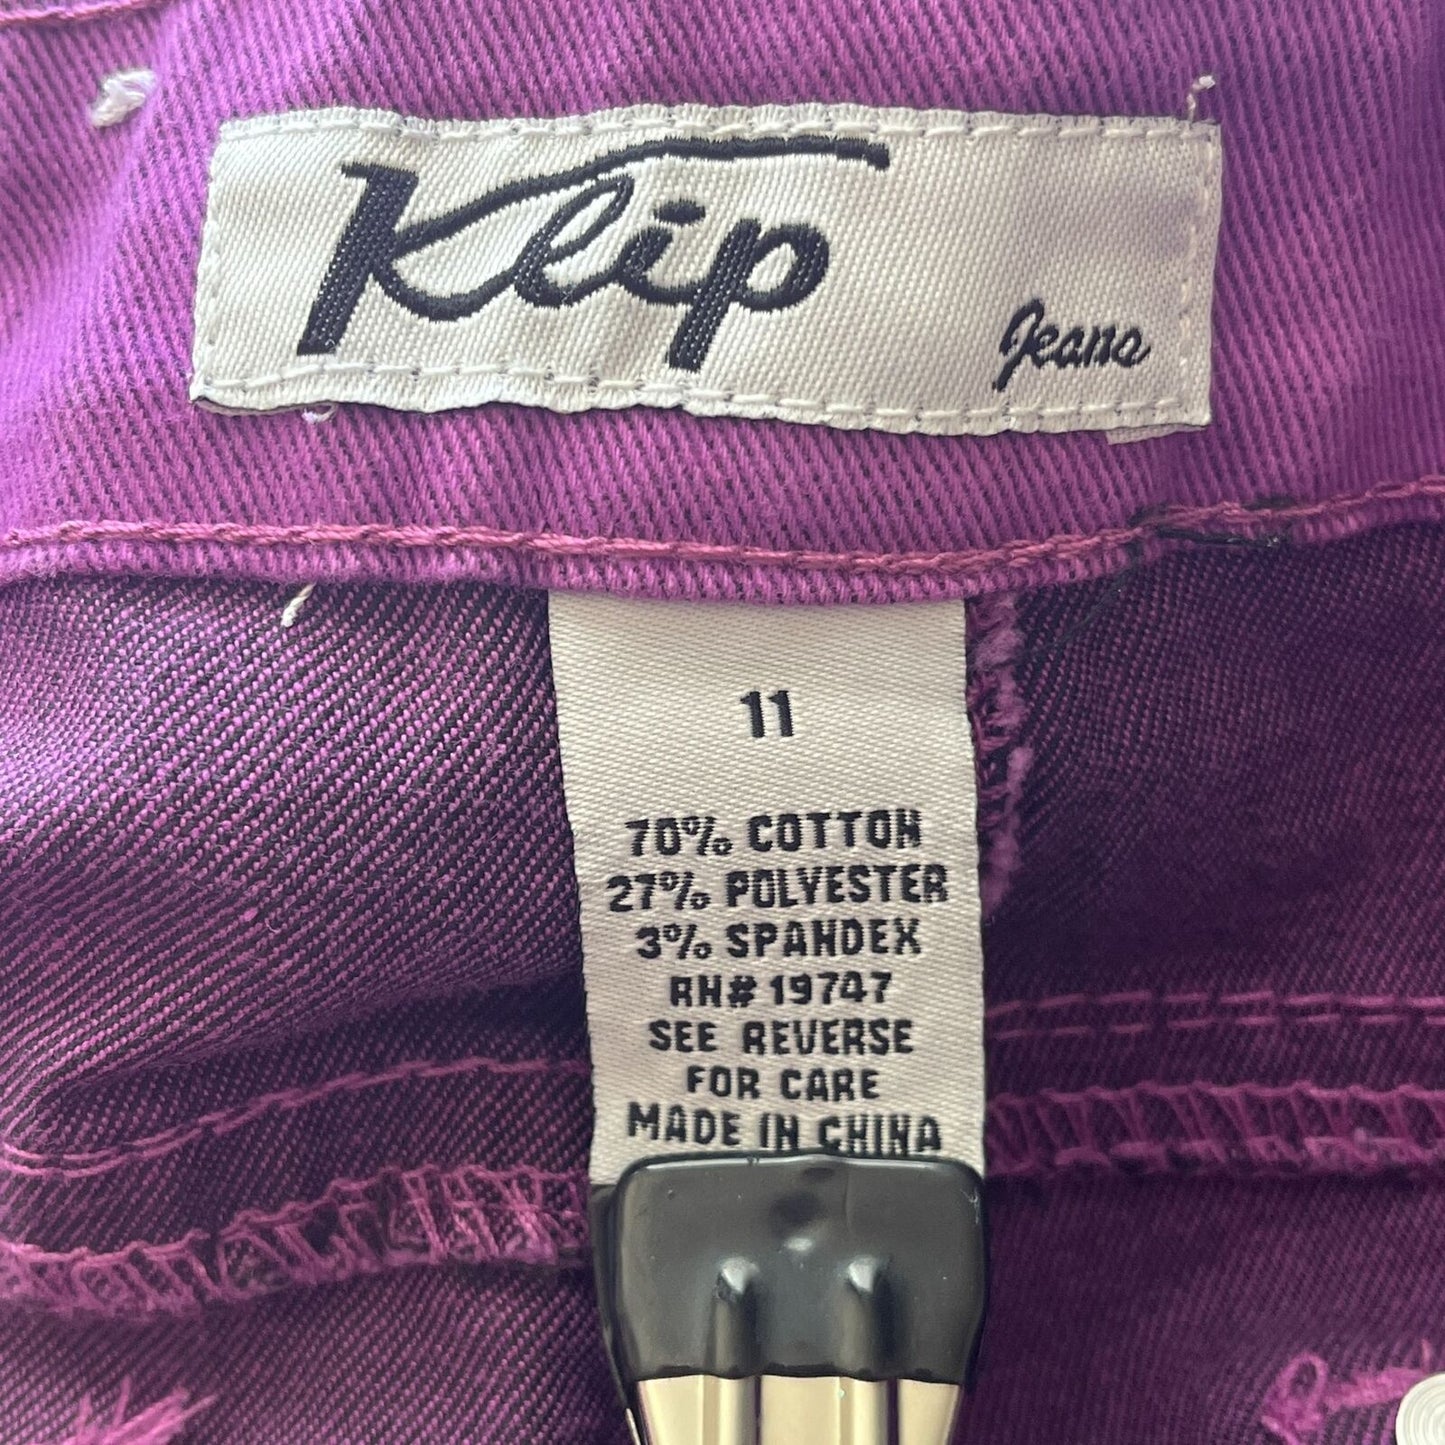 Klip
Jeans
11
70% COTTON
27% POLYESTER
3% SPANDEX
RN# 19747
SEE REVERSE
FOR CARE
MADE IN CHINA